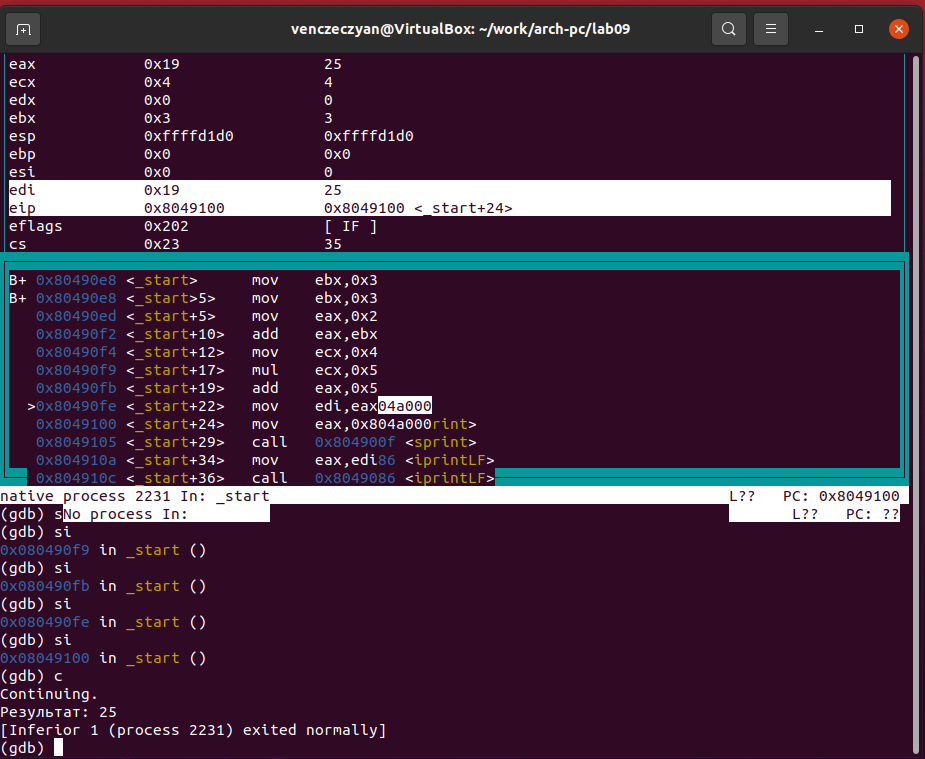 venczeczyan@VirtualBox: ~/work/arch-pc/lab09
eax 0x19 25
ecx 0x4 4
edx 0x0 0
ebx 0x3 3
esp 0xffffd1d0 0xffffd1d0
ebp 0x0 0x0
esi 0x0 0
edi 0x19 25
eip 0x8049100 0x8049100 <_start+24>
eflags 0x202 [ IF ]
cs 0x23 35
B+ 0x80490e8 <_start> mov ebx,0x3
B+ 0x80490e8 <_start>5> mov ebx,0x3
0x80490ed <_start+5> mov eax,0x2
0x80490f2 <_start+10> add eax,ebx
0x80490f4 <_start+12> mov ecx,0x4
0x80490f9 <_start+17> mul ecx,0x5
0x80490fb <_start+19> add eax,0x5
>0x80490fe <_start+22> mov edi,eax04a000
0x8049100 <_start+24> mov eax,0x804a000rint>
0x8049105 <_start+29> call 0x804900f <sprint>
0x804910a <_start+34> mov eax,edi86 <iprintLF>
0x804910c <_start+36> call 0x8049086 <iprintLF>
native process 2231 In: _start L?? PC: 0x8049100
(gdb) sNo process In: L?? PC: ??
(gdb) si
0x080490f9 in _start ()
(gdb) si
0x080490fb in _start ()
(gdb) si
0x080490fe in _start ()
(gdb) si
0x08049100 in _start ()
(gdb) c
Continuing.
Результат: 25
[Inferior 1 (process 2231) exited normally]
(gdb)